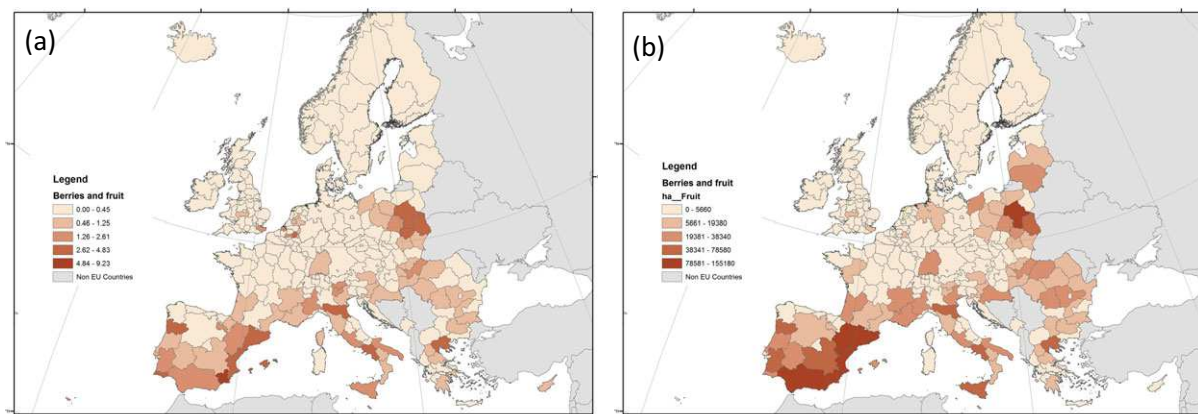 (a)
Legend
Berries and fruit
0.00 - 0.45
0.46 - 1.25
1.26 - 2.61
2.62 - 4.83
4.84 - 9.23
Non EU Countries
(b)
Legend
Berries and fruit
ha__Fruit
0 - 5660
5661 - 19380
19381 - 38340
38341 - 78580
78581 - 155180
Non EU Countries